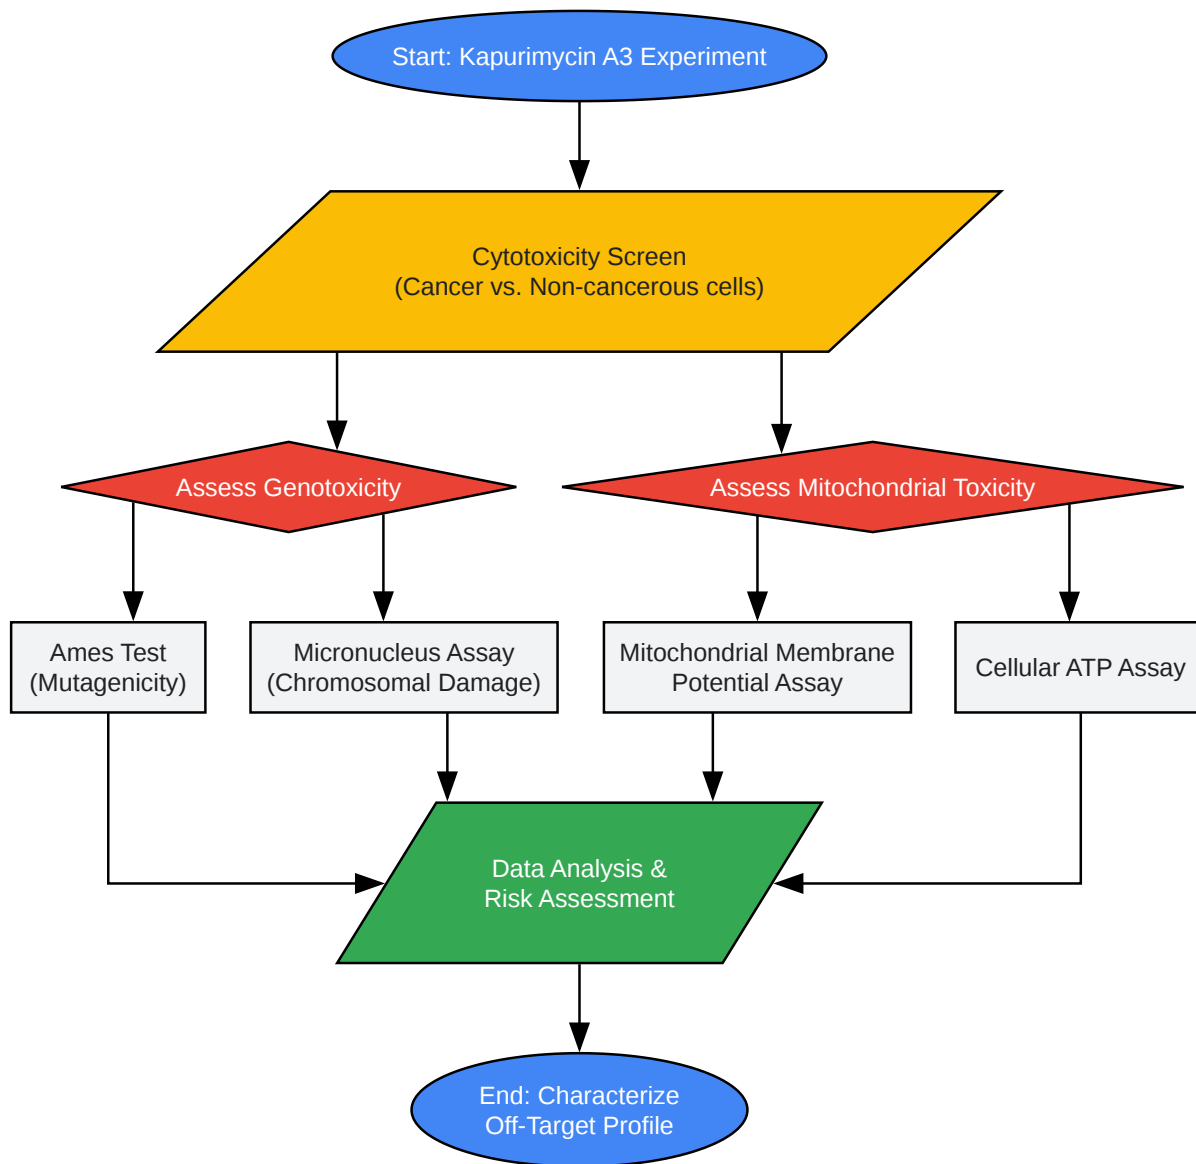 Start: Kapurimycin A3 Experiment
Cytotoxicity Screen
(Cancer vs. Non-cancerous cells)
Assess Genotoxicity
Assess Mitochondrial Toxicity
Ames Test
(Mutagenicity)
Micronucleus Assay
(Chromosomal Damage)
Mitochondrial Membrane
Potential Assay
Cellular ATP Assay
Data Analysis &
Risk Assessment
End: Characterize
Off-Target Profile